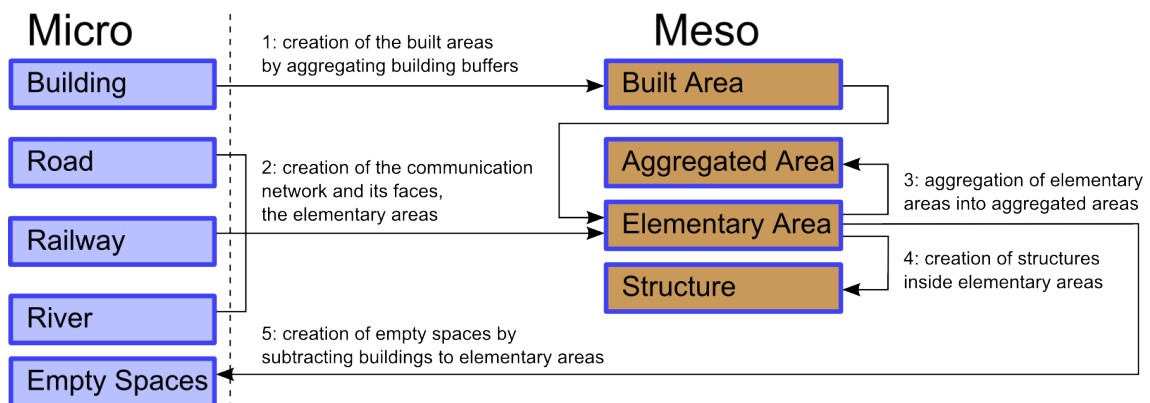 Micro
Meso
1: creation of the built areas
by aggregating building buffers
Building
Built Area
Road
2: creation of the communication
network and its faces,
the elementary areas
Aggregated Area
3: aggregation of elementary
areas into aggregated areas
Railway
Elementary Area
4: creation of structures
inside elementary areas
Structure
River
5: creation of empty spaces by
subtracting buildings to elementary areas
Empty Spaces